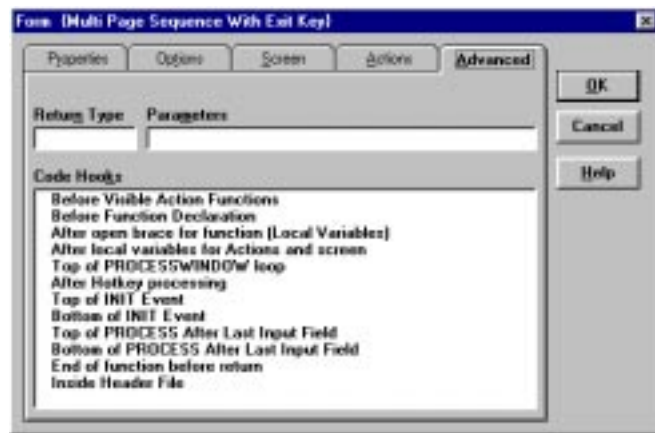 Form (Multi Page Sequence With Exit Key)
Properties Options Screen Actions Advanced
OK
Return Type Parameters
Cancel
Help
Code Hooks
Before Visible Action Functions
Before Function Declaration
After open brace for function (Local Variables)
After local variables for Actions and screen
Top of PROCESSWINDOW loop
After Hotkey processing
Top of INIT Event
Bottom of INIT Event
Top of PROCESS After Last Input Field
Bottom of PROCESS After Last Input Field
End of function before return
Inside Header File